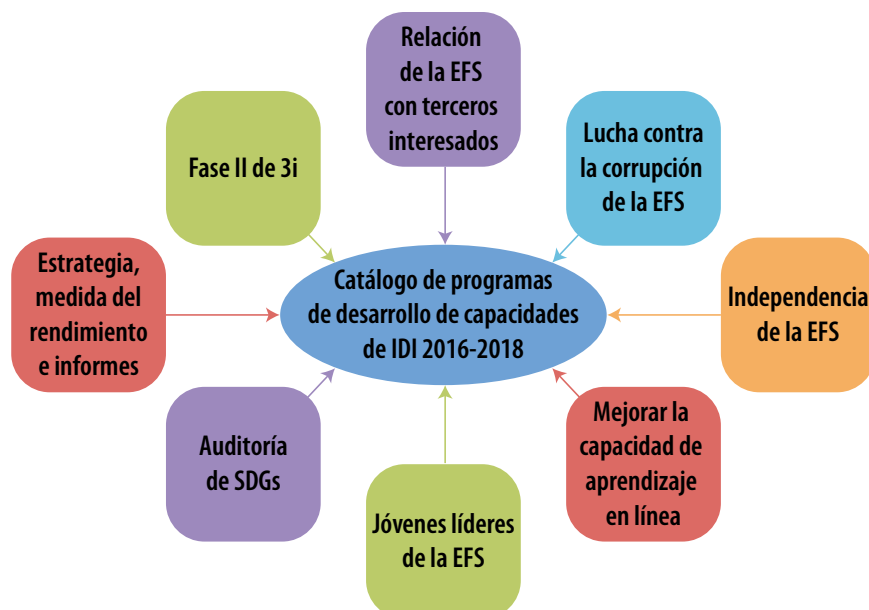 Relación
de la EFS
con terceros
interesados
Fase II de 3i
Lucha contra
la corrupción
de la EFS
Estrategia,
medida del
rendimiento
e informes
Catálogo de programas
de desarrollo de capacidades
de IDI 2016-2018
Independencia
de la EFS
Auditoría
de SDGs
Jóvenes líderes
de la EFS
Mejorar la
capacidad de
aprendizaje
en línea